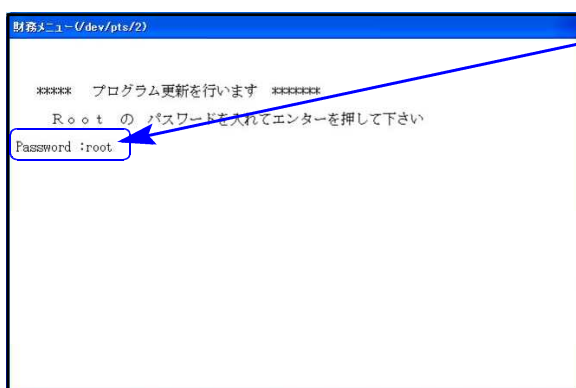 財務メニュー(/dev/pts/2)
***** プログラム更新を行います *******
Ｒｏｏｔ の パスワードを入れてエンターを押して下さい
Password :root